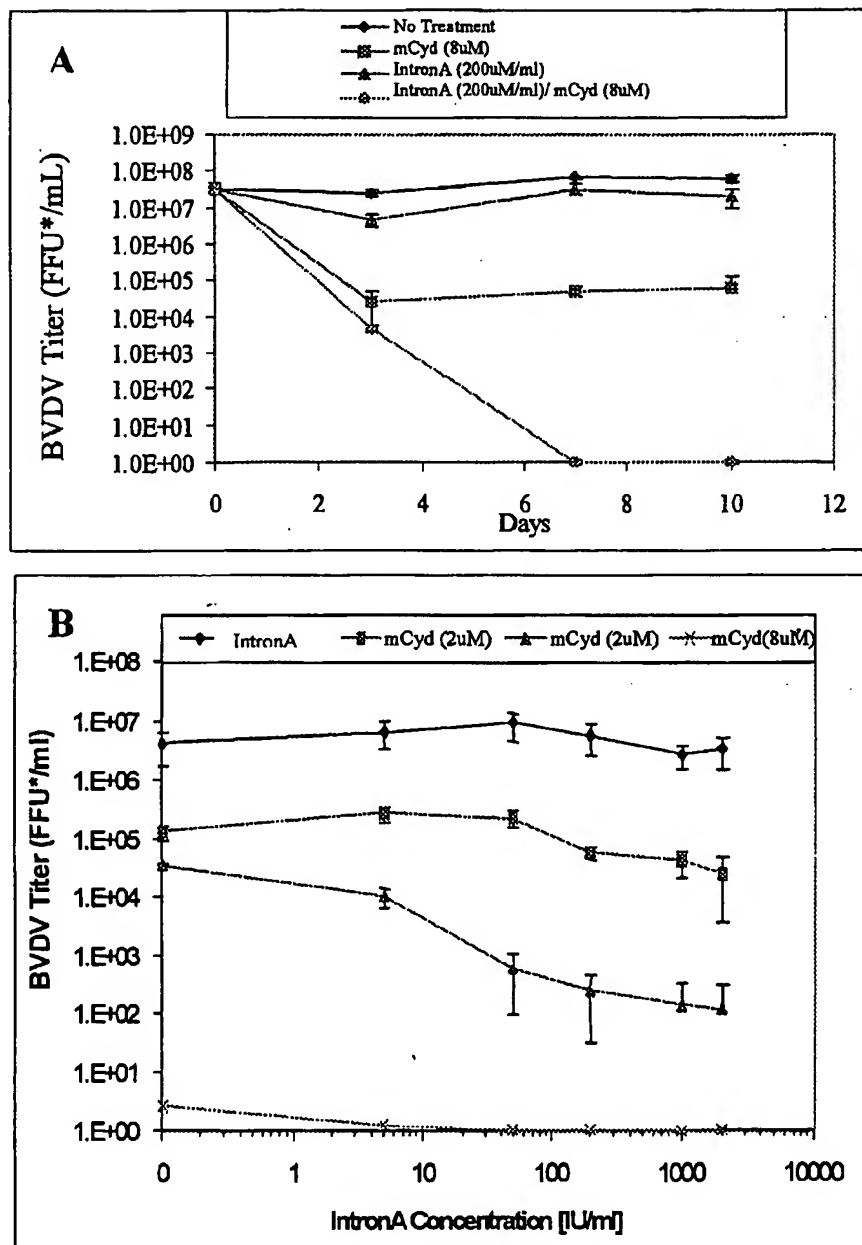 A
No Treatment
mCyd (8uM)
IntronA (200uM/ml)
IntronA (200uM/ml)/ mCyd (8uM)
BVDV Titer (FFU*/mL)
1.0E+09
1.0E+08
1.0E+07
1.0E+06
1.0E+05
1.0E+04
1.0E+03
1.0E+02
1.0E+01
1.0E+00
0 2 4 6 8 10 12
Days
B
IntronA mCyd (2uM) mCyd (2uM) mCyd(8uM)
BVDV Titer (FFU*/ml)
1.E+08
1.E+07
1.E+06
1.E+05
1.E+04
1.E+03
1.E+02
1.E+01
1.E+00
0 1 10 100 1000 10000
IntronA Concentration [IU/ml]